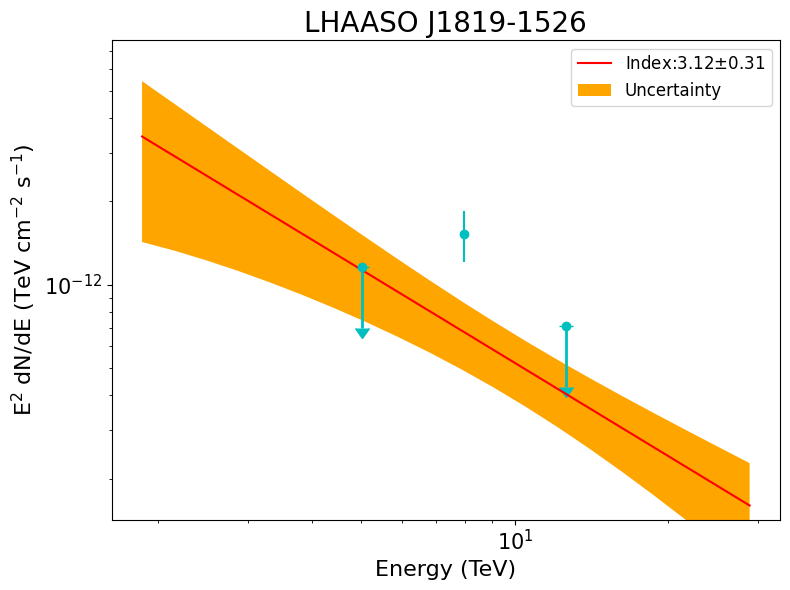 LHAASO J1819-1526
Index:3.12±0.31
Uncertainty
E² dN/dE (TeV cm⁻² s⁻¹)
10⁻¹²
10¹
Energy (TeV)